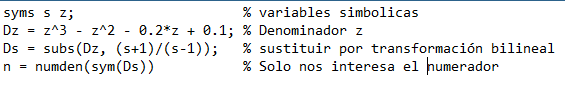 syms s z; % variables simbolicas
Dz = z^3 - z^2 - 0.2*z + 0.1; % Denominador z
Ds = subs(Dz, (s+1)/(s-1)); % sustituir por transformación bilineal
n = numden(sym(Ds)) % Solo nos interesa el numerador